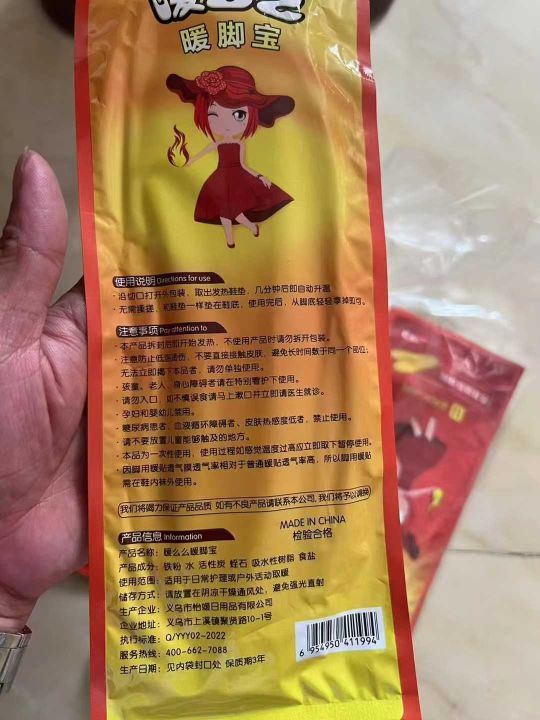 暖脚宝
使用说明 Directions for use
·沿切口打开外包装,取出发热鞋垫,几分钟后即自动升温
·无需揉搓,和鞋垫一样垫在鞋底,使用完后,从脚底轻轻拿掉即可。
注意事项 Pay attention to
·本产品拆封后即开始发热,不使用产品时请勿拆开包装。
·注意防止低温烫伤,不要直接接触皮肤,避免长时间敷于同一个部位;
无法立即揭下本品者,请勿单独使用。
·孩童、老人、身心障碍者请在特别看护下使用。
·请勿入口,如不慎误食请马上漱口并立即请医生就诊。
·孕妇和婴幼儿禁用。
·糖尿病患者、血液循环障碍者、皮肤热感度低者,禁止使用。
·请不要放置儿童能够触及的地方。
·本品为一次性使用,使用过程如感觉温度过高应立即取下暂停使用。
·因脚用暖贴透气膜透气率相对于普通暖贴透气率高,所以脚用暖贴
需在鞋内袜外使用。
我们将竭力保证产品品质 如有不良产品请联系本公司,我们将予以调换
产品信息 Information
MADE IN CHINA
检验合格
产品名称:暖么么暖脚宝
产品成分:铁粉 水 活性炭 蛭石 吸水性树脂 食盐
使用范围:适用于日常护理或户外活动取暖
储存方式:请放置在阴凉干燥通风处,避免强光直射
生产企业:义乌市怡媛日用品有限公司
企业地址:义乌市上溪镇聚贤路10-1号
执行标准:Q/YYY02-2022
服务热线:400-662-7088
生产日期:见内袋封口处 保质期3年
6 954950 411994